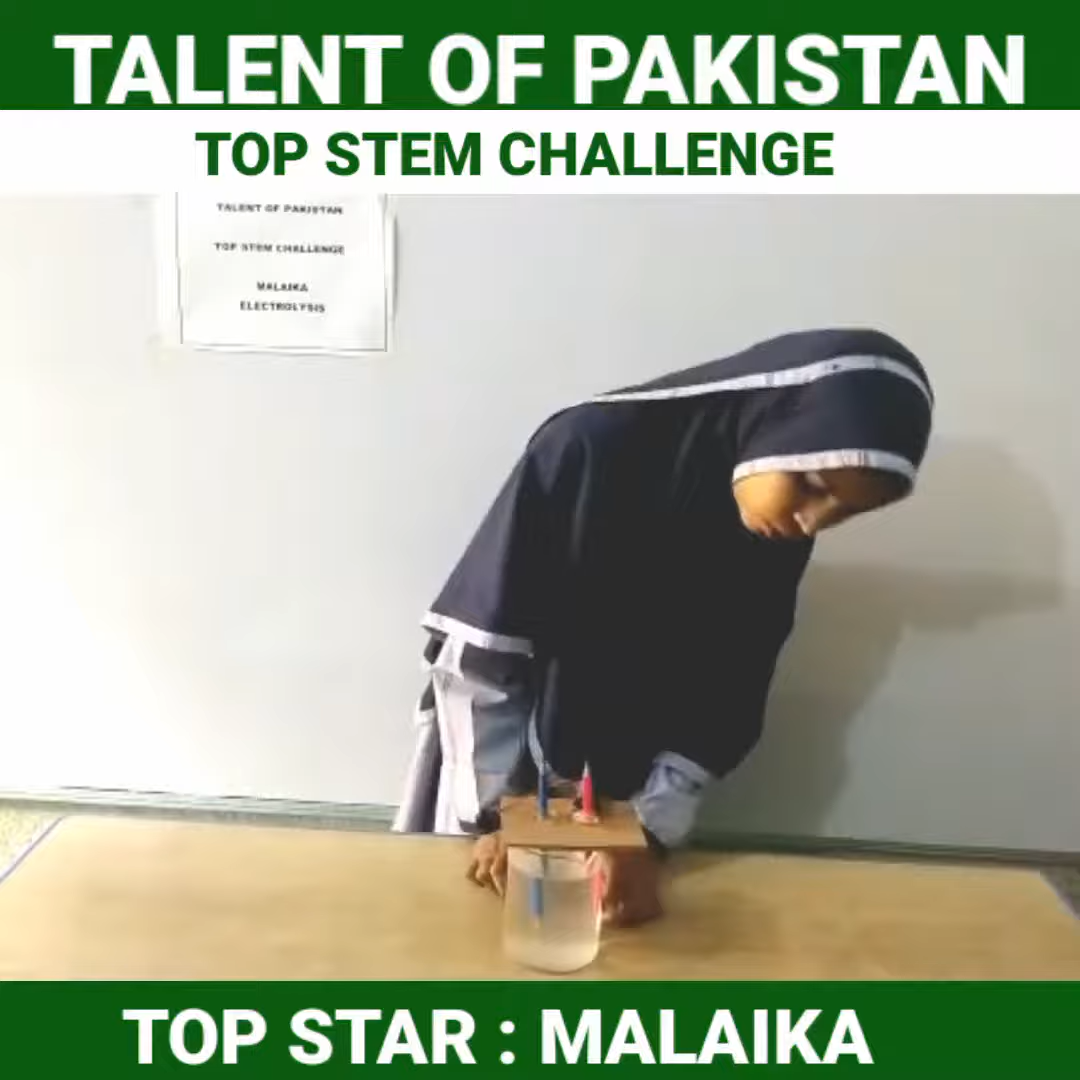 TALENT OF PAKISTAN
TOP STEM CHALLENGE
TALENT OF PAKISTAN
TOP STEM CHALLENGE
MALAIKA
ELECTROLYSIS
TOP STAR : MALAIKA